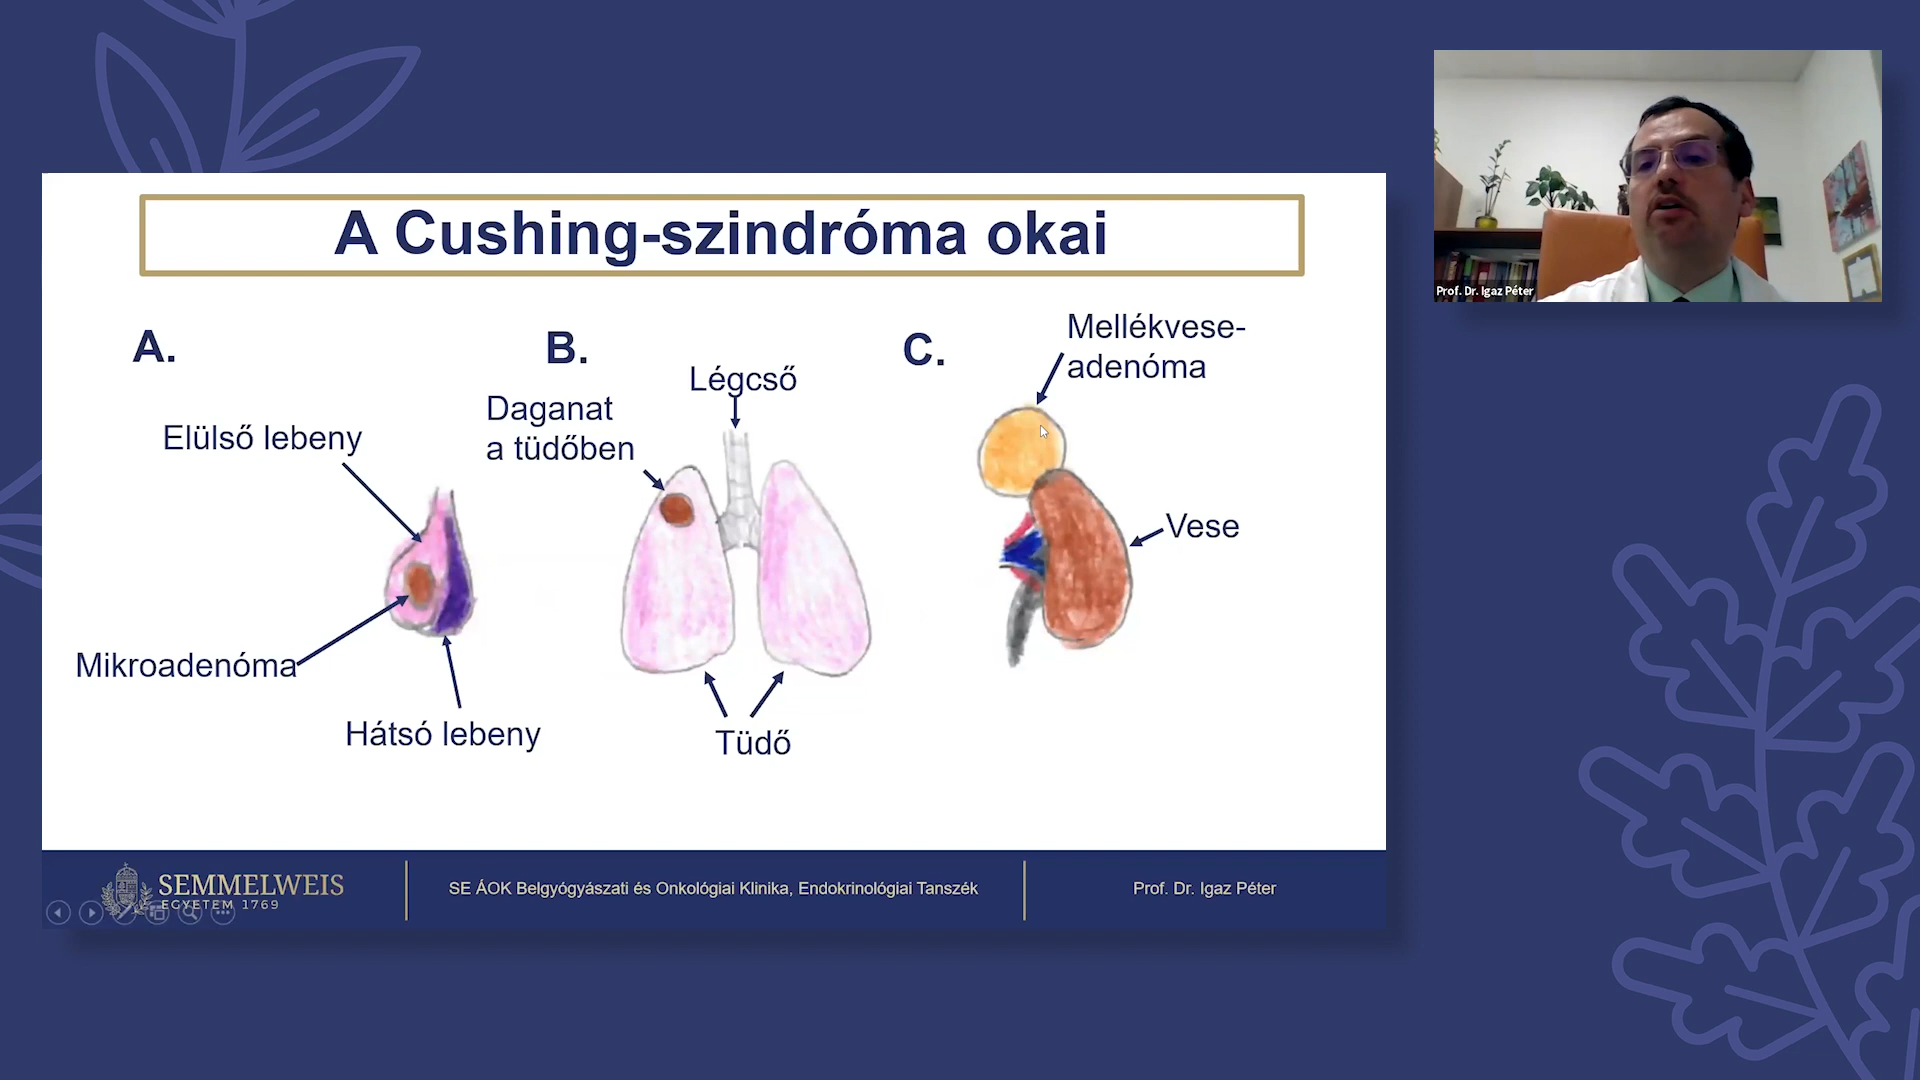 A Cushing-szindróma okai
A.
Elülső lebeny
Mikroadenóma
Hátsó lebeny
B.
Légcső
Daganat
a tüdőben
Tüdő
C.
Mellékvese-
adenóma
Vese
SEMMELWEIS
EGYETEM 1769
SE ÁOK Belgyógyászati és Onkológiai Klinika, Endokrinológiai Tanszék
Prof. Dr. Igaz Péter
Prof. Dr. Igaz Péter